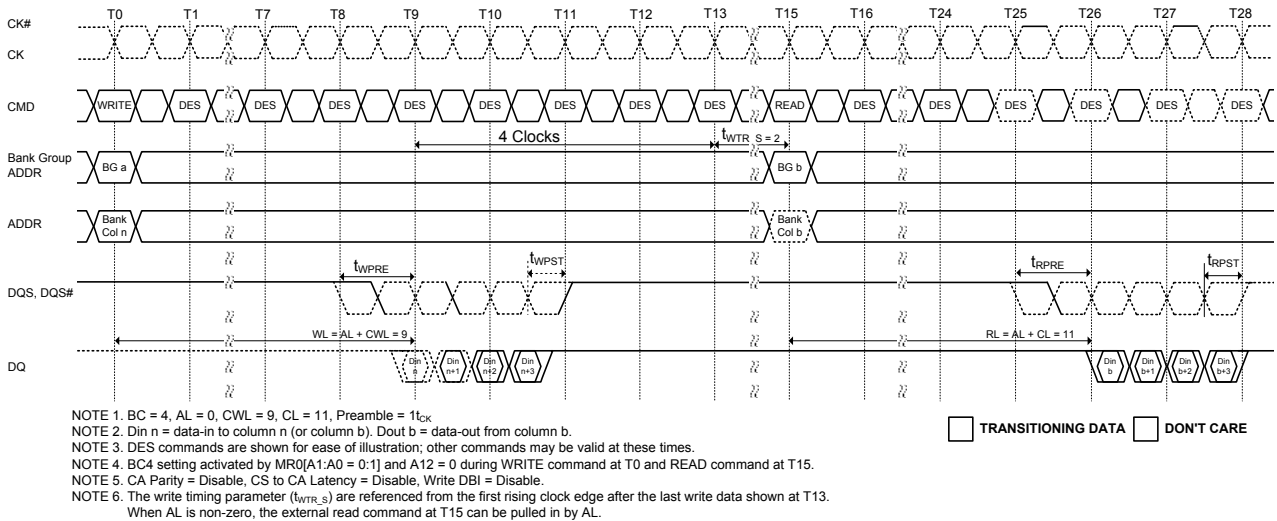 T0 T1 T7 T8 T9 T10 T11 T12 T13 T15 T16 T24 T25 T26 T27 T28
CK#
CK
CMD WRITE DES DES DES DES DES DES DES DES READ DES DES DES DES DES DES
4 Clocks tWTR_S = 2
Bank Group
ADDR
BG a BG b
ADDR
Bank
Col n
Bank
Col b
tWPRE tWPST tRPRE tRPST
DQS, DQS#
WL = AL + CWL = 9 RL = AL + CL = 11
DQ
Din
n
Din
n+1
Din
n+2
Din
n+3
Din
b
Din
b+1
Din
b+2
Din
b+3
NOTE 1. BC = 4, AL = 0, CWL = 9, CL = 11, Preamble = 1tCK
NOTE 2. Din n = data-in to column n (or column b). Dout b = data-out from column b.
NOTE 3. DES commands are shown for ease of illustration; other commands may be valid at these times.
NOTE 4. BC4 setting activated by MR0[A1:A0 = 0:1] and A12 = 0 during WRITE command at T0 and READ command at T15.
NOTE 5. CA Parity = Disable, CS to CA Latency = Disable, Write DBI = Disable.
NOTE 6. The write timing parameter (tWTR_S) are referenced from the first rising clock edge after the last write data shown at T13.
When AL is non-zero, the external read command at T15 can be pulled in by AL.
TRANSITIONING DATA DON'T CARE